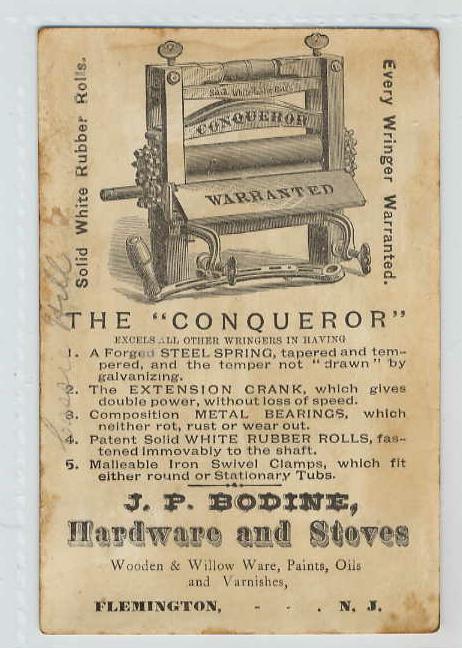 Solid White Rubber Rolls.
Every Wringer Warranted.
CONQUEROR
WARRANTED
THE "CONQUEROR"
EXCELS ALL OTHER WRINGERS IN HAVING
1. A Forged STEEL SPRING, tapered and tem-
pered, and the temper not "drawn" by
galvanizing.
2. The EXTENSION CRANK, which gives
double power, without loss of speed.
3. Composition METAL BEARINGS, which
neither rot, rust or wear out.
4. Patent Solid WHITE RUBBER ROLLS, fas-
tened immovably to the shaft.
5. Malleable Iron Swivel Clamps, which fit
either round or Stationary Tubs.
J. P. BODINE,
Hardware and Stoves
Wooden & Willow Ware, Paints, Oils
and Varnishes,
FLEMINGTON, - - . N. J.